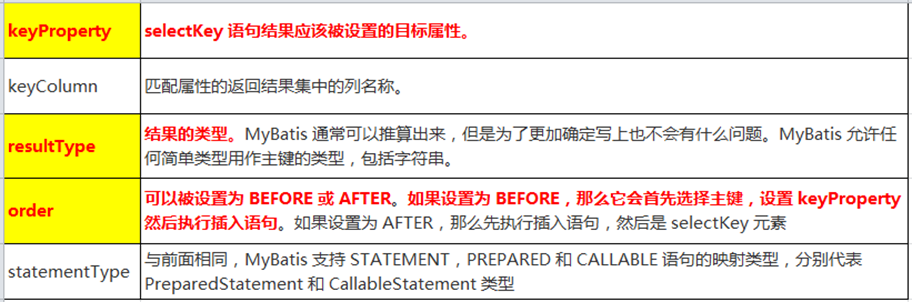 keyProperty
selectKey 语句结果应该被设置的目标属性。
keyColumn
匹配属性的返回结果集中的列名称。
resultType
结果的类型。MyBatis 通常可以推算出来，但是为了更加确定写上也不会有什么问题。MyBatis 允许任
何简单类型用作主键的类型，包括字符串。
order
可以被设置为 BEFORE 或 AFTER。如果设置为 BEFORE，那么它会首先选择主键，设置 keyProperty
然后执行插入语句。如果设置为 AFTER，那么先执行插入语句，然后是 selectKey 元素
statementType
与前面相同，MyBatis 支持 STATEMENT，PREPARED 和 CALLABLE 语句的映射类型，分别代表
PreparedStatement 和 CallableStatement 类型